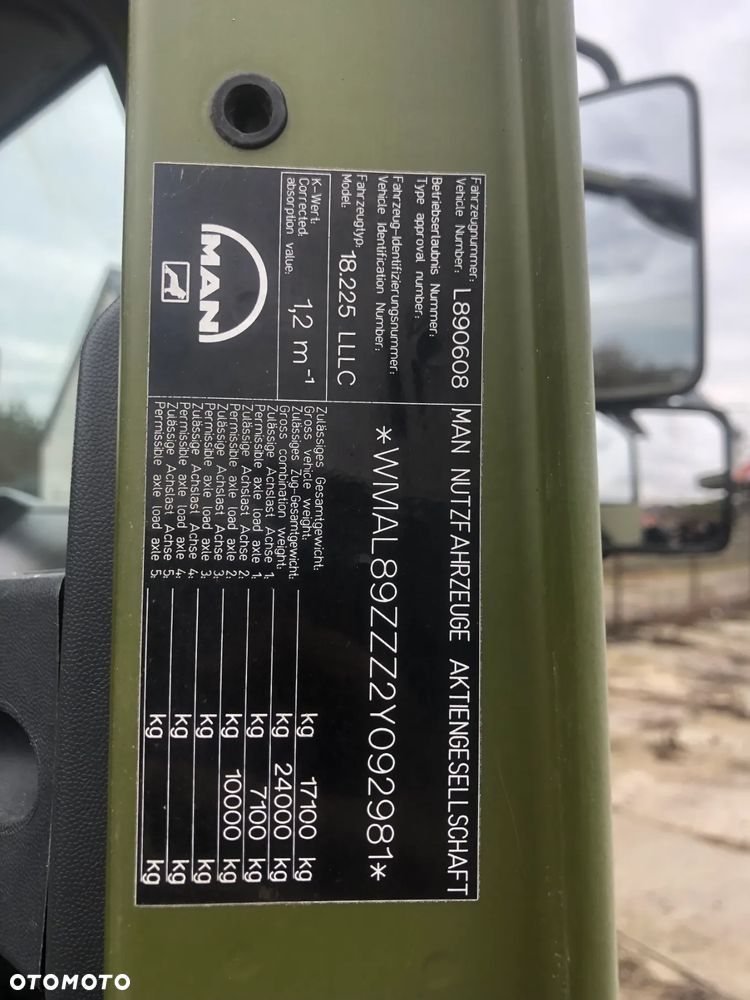 MAN NUTZFAHRZEUGE AKTIENGESELLSCHAFT
Fahrzeugnummer:
Vehicle Number:
L890608
Betriebserlaubnis Nummer:
Type approval number:
Fahrzeug-Identifizierungsnummer:
Vehicle Identification Number:
*WMAL89ZZZ2Y092981*
Fahrzeugtyp:
Model:
18.225 LLLC
K-Wert:
Corrected
absorption value:
1,2 m⁻¹
MAN
Zulässiges Gesamtgewicht:
Gross vehicle weight:
kg 17100 kg
Zulässiges Zug-Gesamtgewicht:
Gross combination weight:
kg 24000 kg
Zulässige Achslast Achse 1:
Permissible axle load axle 1:
kg 7100 kg
Zulässige Achslast Achse 2:
Permissible axle load axle 2:
kg 10000 kg
Zulässige Achslast Achse 3:
Permissible axle load axle 3:
kg kg
Zulässige Achslast Achse 4:
Permissible axle load axle 4:
kg kg
Zulässige Achslast Achse 5:
Permissible axle load axle 5:
kg kg
OTOMOTO